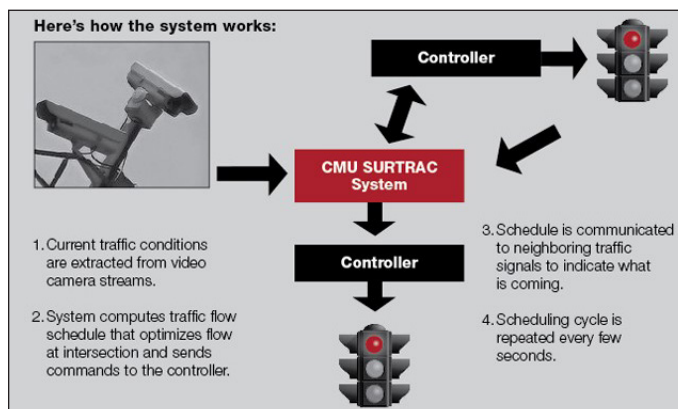 Here's how the system works:
Controller
CMU SURTRAC
System
1. Current traffic conditions
are extracted from video
camera streams.
2. System computes traffic flow
schedule that optimizes flow
at intersection and sends
commands to the controller.
Controller
3. Schedule is communicated
to neighboring traffic
signals to indicate what
is coming.
4. Scheduling cycle is
repeated every few
seconds.